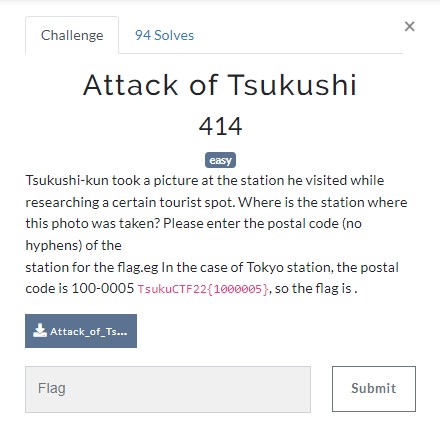 Challenge
94 Solves
×
Attack of Tsukushi
414
easy
Tsukushi-kun took a picture at the station he visited while
researching a certain tourist spot. Where is the station where
this photo was taken? Please enter the postal code (no
hyphens) of the
station for the flag.eg In the case of Tokyo station, the postal
code is 100-0005 TsukuCTF22{1000005}, so the flag is .
Attack_of_Ts...
Flag
Submit